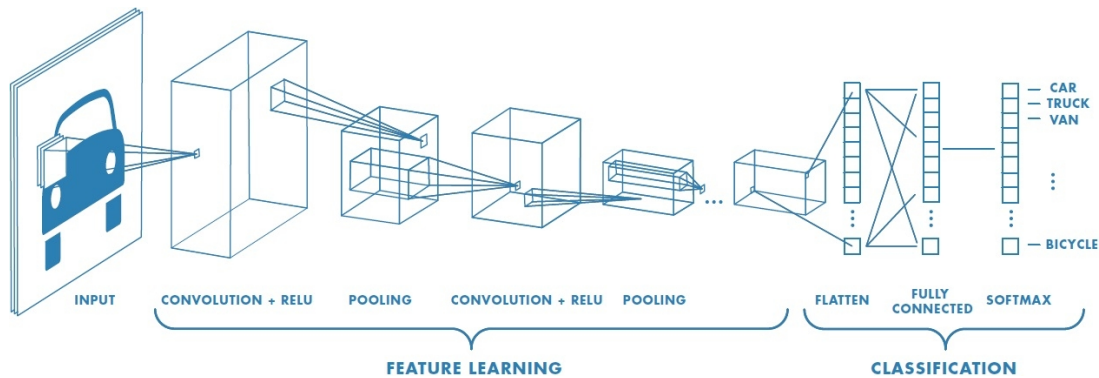 CAR
TRUCK
VAN
BICYCLE
INPUT
CONVOLUTION + RELU
POOLING
CONVOLUTION + RELU
POOLING
FLATTEN
FULLY
CONNECTED
SOFTMAX
FEATURE LEARNING
CLASSIFICATION